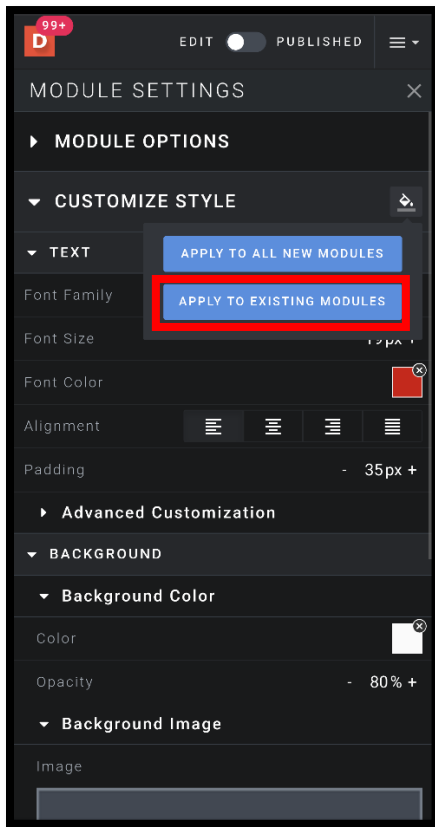 99+
D
EDIT PUBLISHED
MODULE SETTINGS
MODULE OPTIONS
CUSTOMIZE STYLE
TEXT
APPLY TO ALL NEW MODULES
Font Family
APPLY TO EXISTING MODULES
Font Size 19px +
Font Color
Alignment
Padding - 35px +
Advanced Customization
BACKGROUND
Background Color
Color
Opacity - 80% +
Background Image
Image